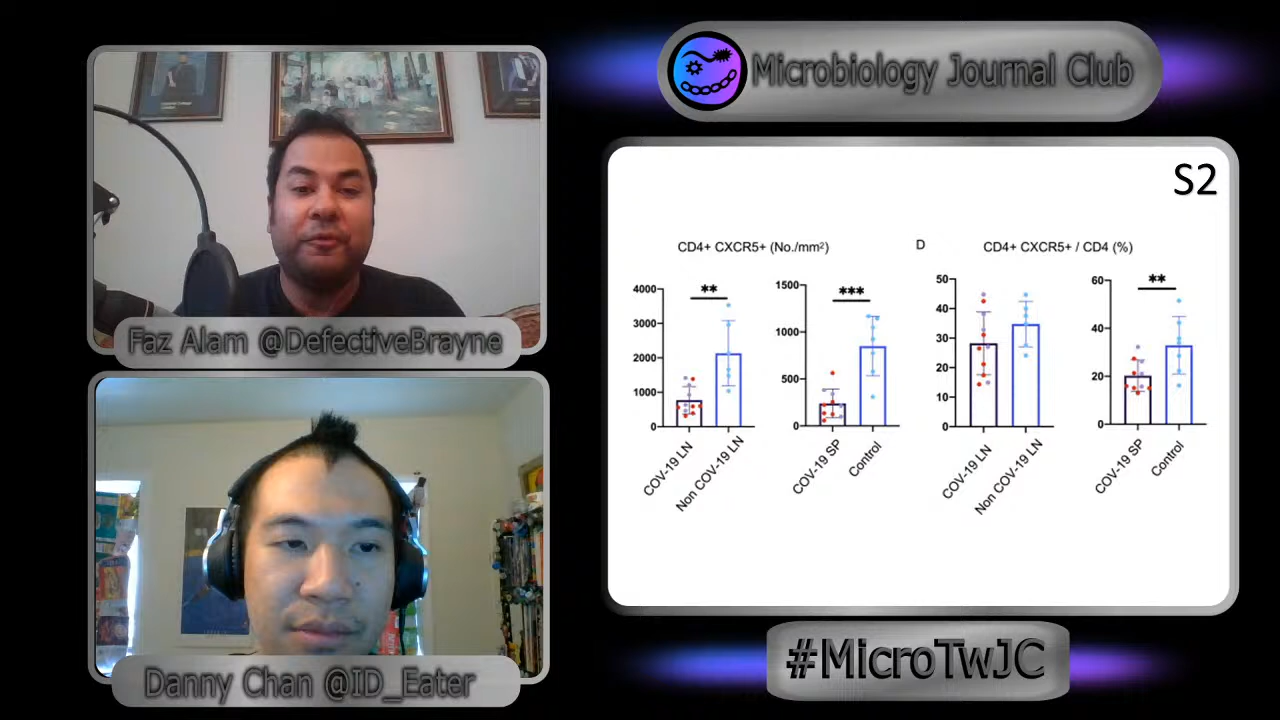 Microbiology Journal Club
Faz Alam @DefectiveBrayne
Danny Chan @ID_Eater
S2
CD4+ CXCR5+ (No./mm²)
4000
3000
2000
1000
0
**
COV-19 LN
Non COV-19 LN
1500
1000
500
0
***
COV-19 SP
Control
D
CD4+ CXCR5+ / CD4 (%)
50
40
30
20
10
0
COV-19 LN
Non COV-19 LN
60
40
20
0
**
COV-19 SP
Control
#MicroTwJC